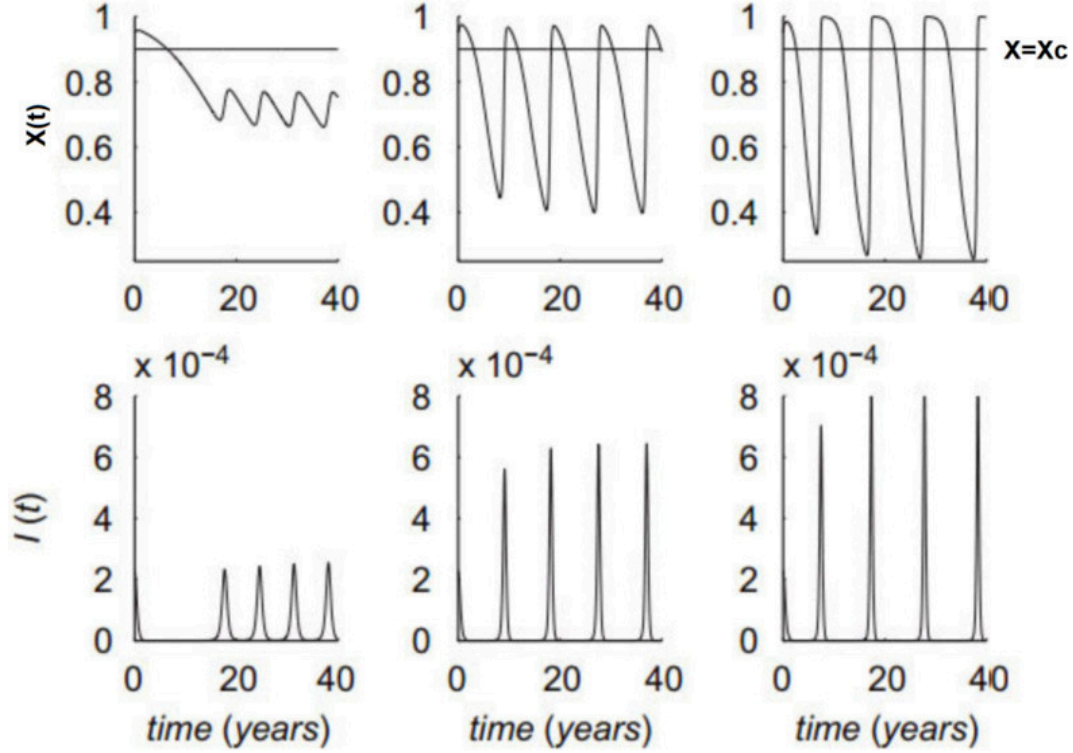 1 1 1
X=Xc
0.8 0.8 0.8
X(t)
0.6 0.6 0.6
0.4 0.4 0.4
0 20 40 0 20 40 0 20 40
x 10⁻⁴ x 10⁻⁴ x 10⁻⁴
8 8 8
6 6 6
I (t)
4 4 4
2 2 2
0 0 0
0 20 40 0 20 40 0 20 40
time (years) time (years) time (years)